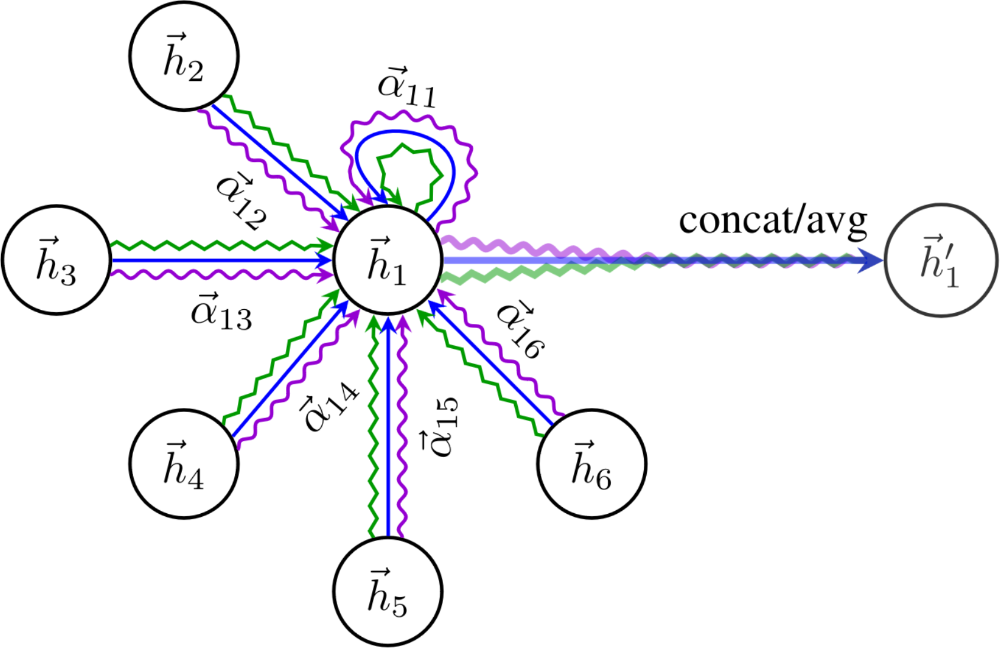 h⃗₂
α⃗₁₁
α⃗₁₂
concat/avg
h⃗₃
h⃗₁
h⃗′₁
α⃗₁₃
α⃗₁₆
α⃗₁₄
α⃗₁₅
h⃗₄
h⃗₆
h⃗₅